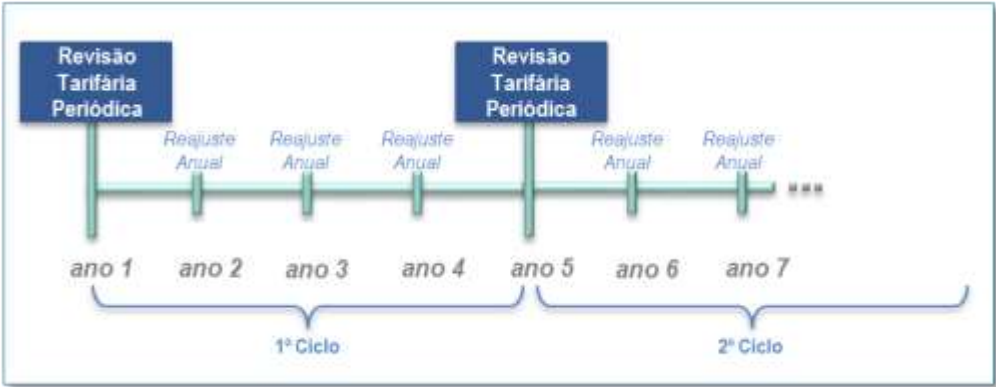 Revisão
Tarifária
Periódica
Revisão
Tarifária
Periódica
Reajuste
Anual
Reajuste
Anual
Reajuste
Anual
Reajuste
Anual
Reajuste
Anual
ano 1
ano 2
ano 3
ano 4
ano 5
ano 6
ano 7
1º Ciclo
2º Ciclo